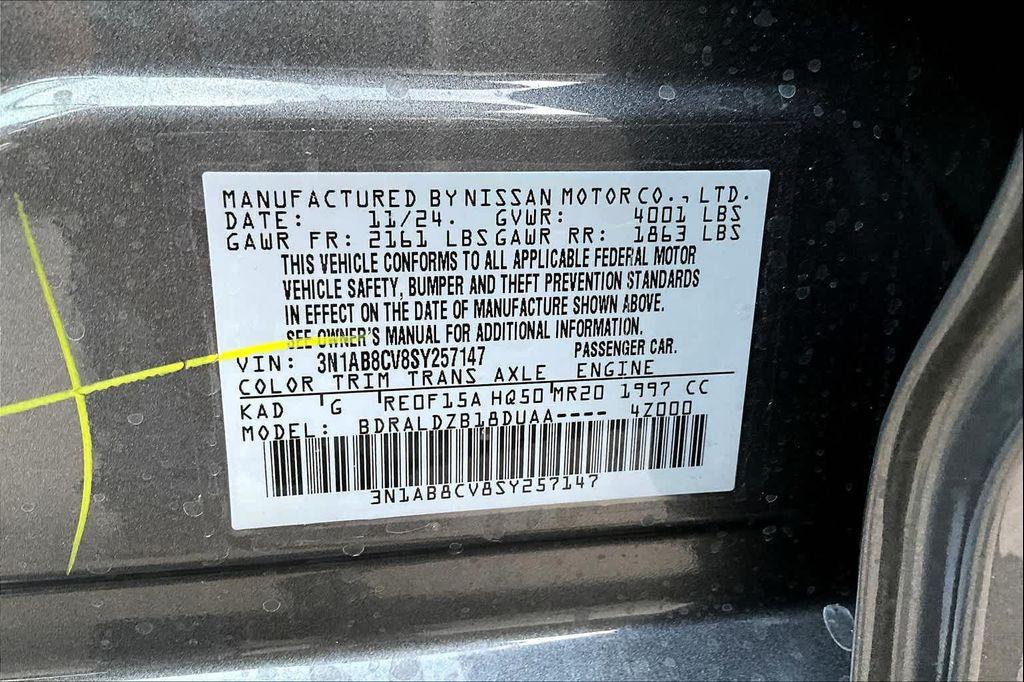 MANUFACTURED BY NISSAN MOTOR CO., LTD.
DATE: 11/24. GVWR: 4001 LBS
GAWR FR: 2161 LBS GAWR RR: 1863 LBS
THIS VEHICLE CONFORMS TO ALL APPLICABLE FEDERAL MOTOR
VEHICLE SAFETY, BUMPER AND THEFT PREVENTION STANDARDS
IN EFFECT ON THE DATE OF MANUFACTURE SHOWN ABOVE.
SEE OWNER'S MANUAL FOR ADDITIONAL INFORMATION.
VIN: 3N1AB8CV8SY257147 PASSENGER CAR.
COLOR TRIM TRANS AXLE ENGINE
KAD G RE0F15A HQ50 MR20 1997 CC
MODEL: BDRALDZB18DUAA---- 4Z000
3N1AB8CV8SY257147